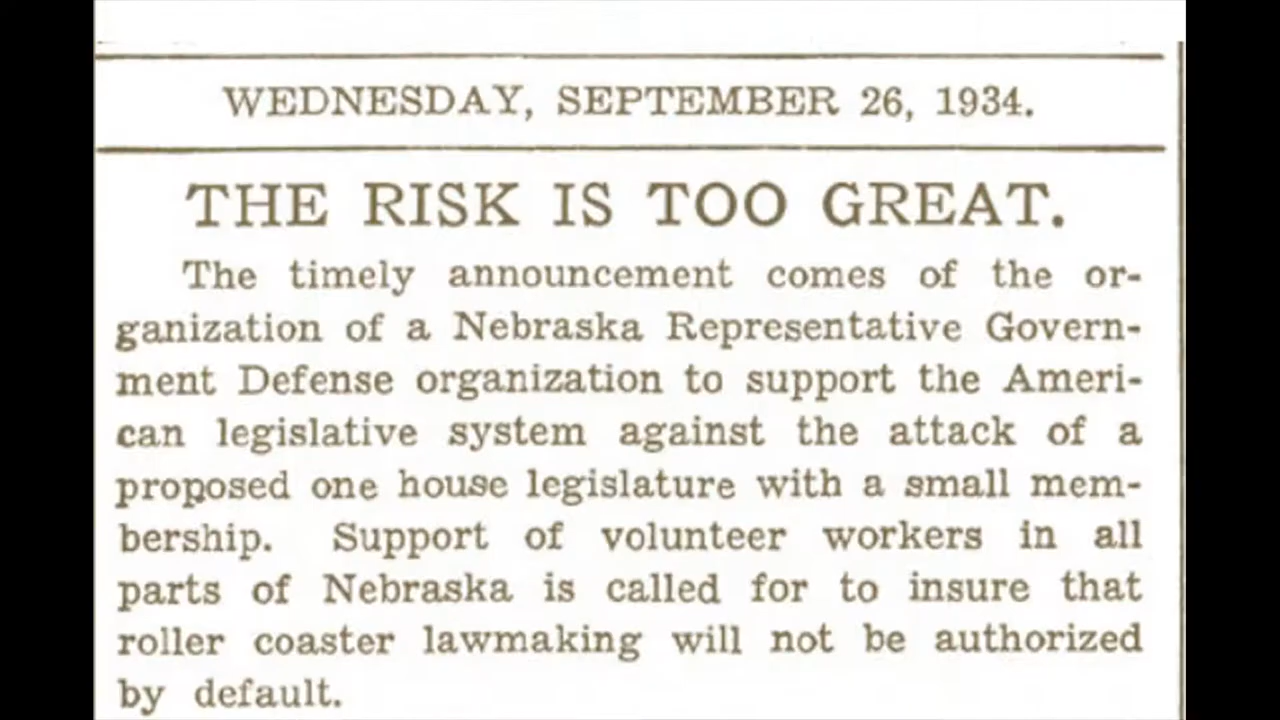 WEDNESDAY, SEPTEMBER 26, 1934.
THE RISK IS TOO GREAT.
The timely announcement comes of the or-
ganization of a Nebraska Representative Govern-
ment Defense organization to support the Ameri-
can legislative system against the attack of a
proposed one house legislature with a small mem-
bership. Support of volunteer workers in all
parts of Nebraska is called for to insure that
roller coaster lawmaking will not be authorized
by default.